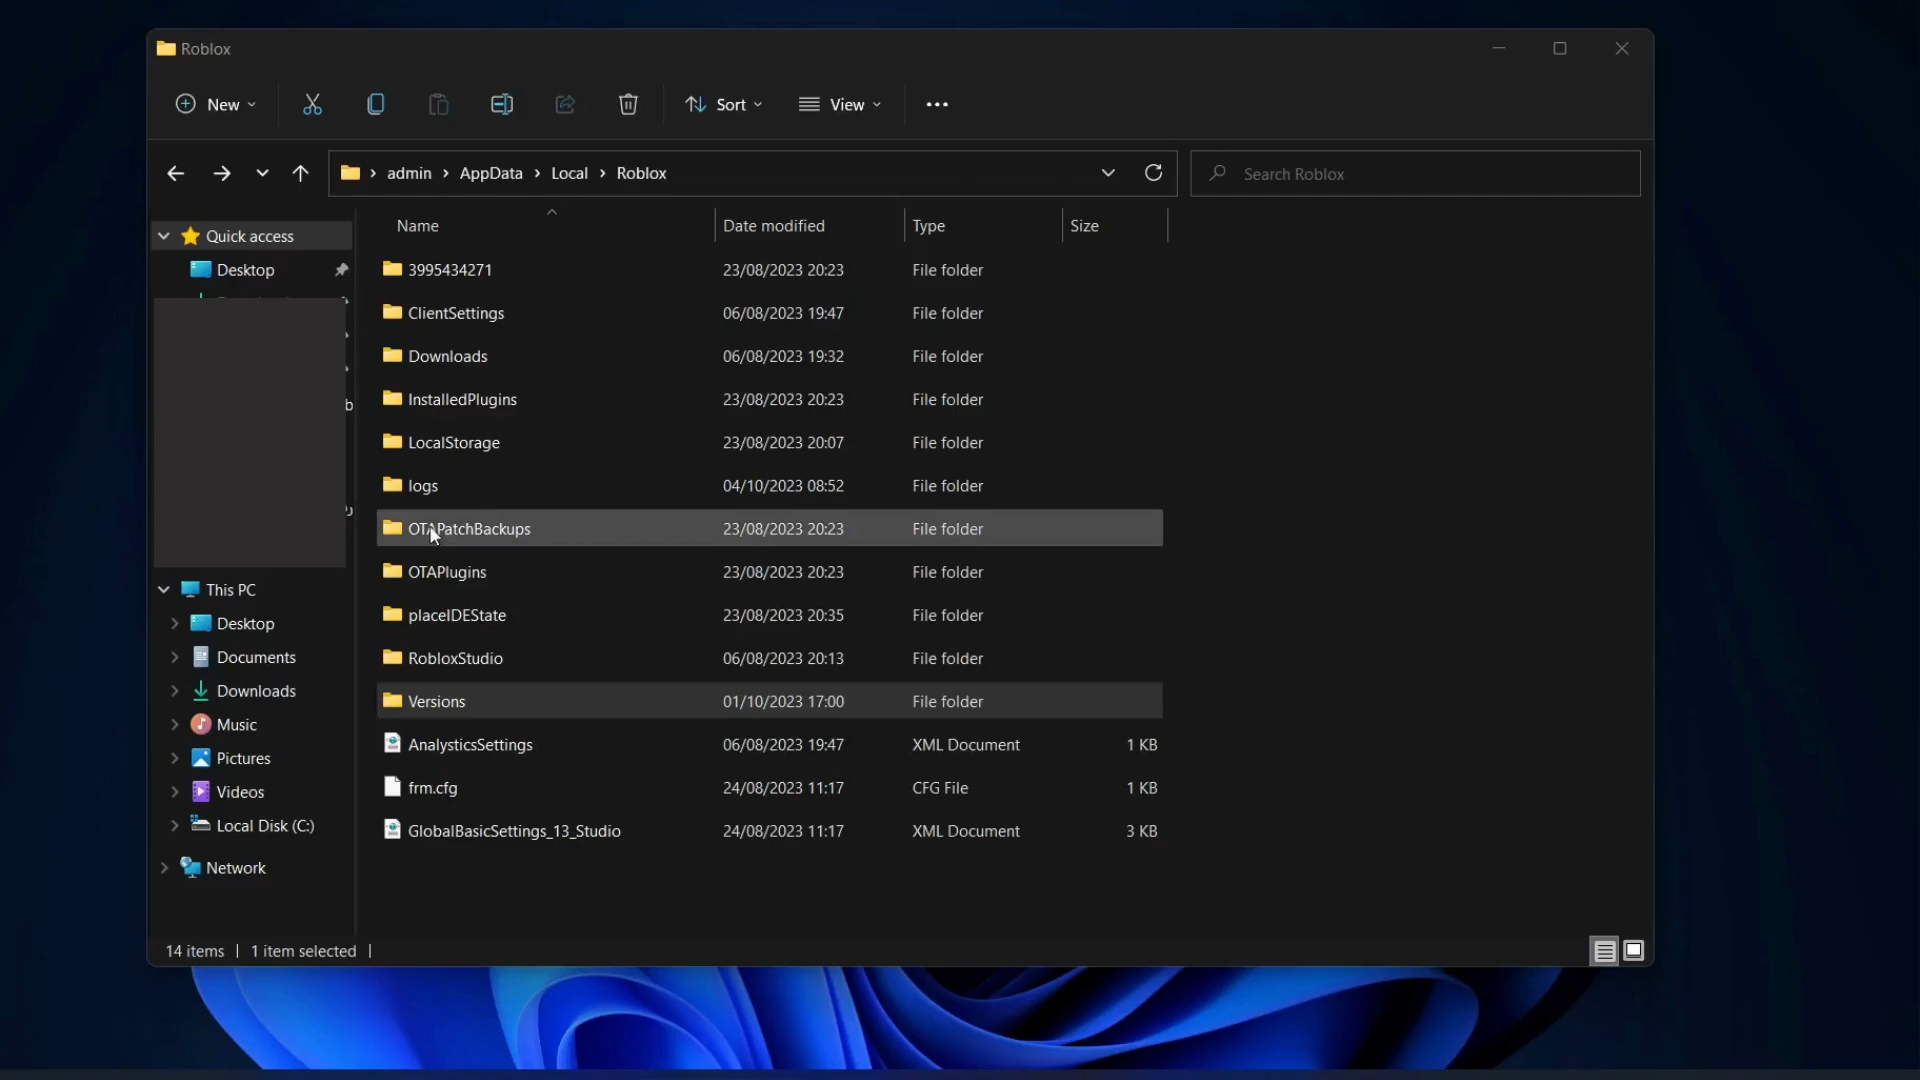 Roblox
New Sort View
admin > AppData > Local > Roblox Search Roblox
Name Date modified Type Size
Quick access
Desktop
b
This PC
Desktop
Documents
Downloads
Music
Pictures
Videos
Local Disk (C:)
Network
3995434271 23/08/2023 20:23 File folder
ClientSettings 06/08/2023 19:47 File folder
Downloads 06/08/2023 19:32 File folder
InstalledPlugins 23/08/2023 20:23 File folder
LocalStorage 23/08/2023 20:07 File folder
logs 04/10/2023 08:52 File folder
OTAPatchBackups 23/08/2023 20:23 File folder
OTAPlugins 23/08/2023 20:23 File folder
placeIDEState 23/08/2023 20:35 File folder
RobloxStudio 06/08/2023 20:13 File folder
Versions 01/10/2023 17:00 File folder
AnalysticsSettings 06/08/2023 19:47 XML Document 1 KB
frm.cfg 24/08/2023 11:17 CFG File 1 KB
GlobalBasicSettings_13_Studio 24/08/2023 11:17 XML Document 3 KB
14 items | 1 item selected |